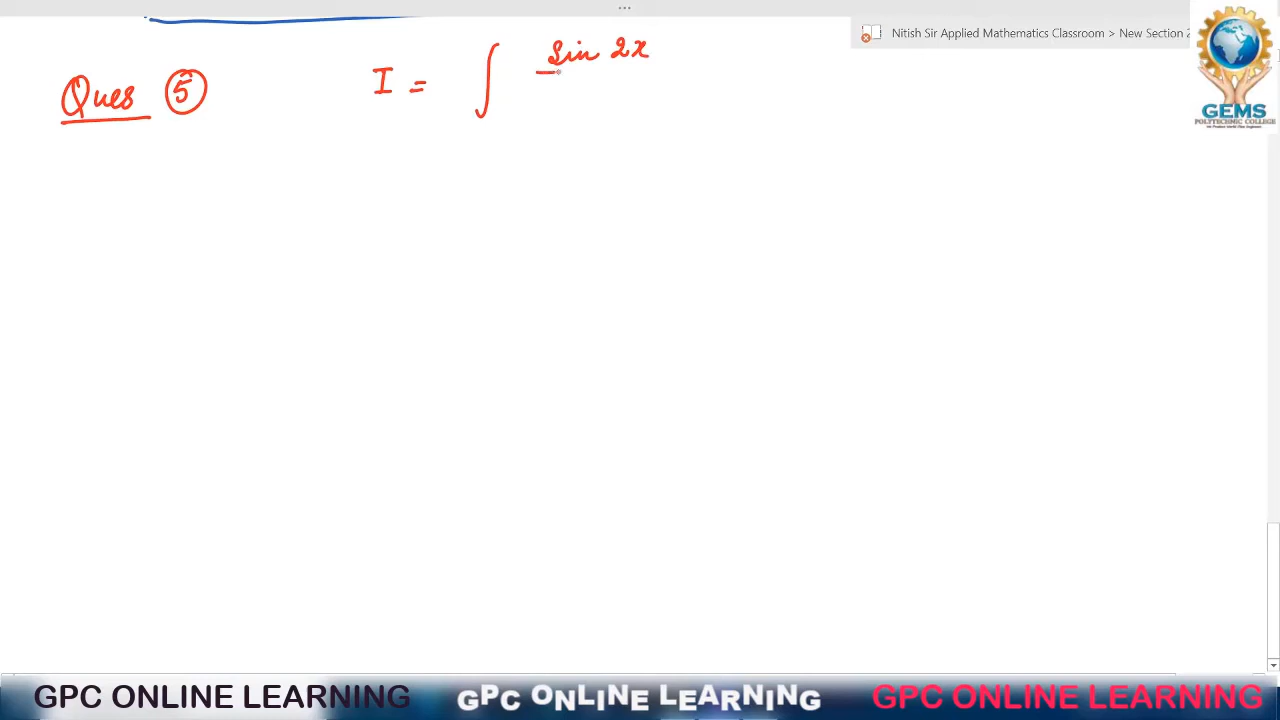 Nitish Sir Applied Mathematics Classroom > New Section 2
Ques 5 I = ∫ Sin 2x
GEMS
POLYTECHNIC COLLEGE
GPC ONLINE LEARNING GPC ONLINE LEARNING GPC ONLINE LEARNING